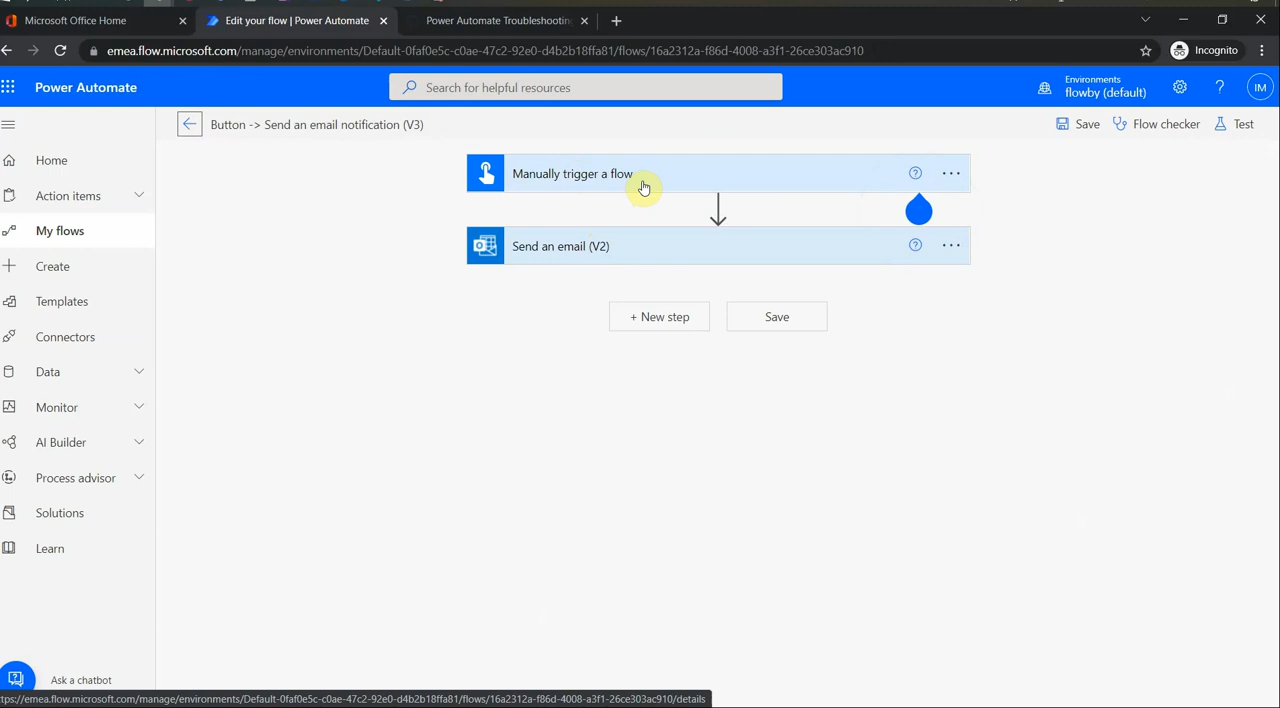 Microsoft Office Home
Edit your flow | Power Automate
Power Automate Troubleshootin
emea.flow.microsoft.com/manage/environments/Default-0faf0e5c-c0ae-47c2-92e0-d4b2b18ffa81/flows/16a2312a-f86d-4008-a3f1-26ce303ac910
Incognito
Power Automate
Search for helpful resources
Environments
flowby (default)
IM
Button -> Send an email notification (V3)
Save
Flow checker
Test
Home
Action items
My flows
Create
Templates
Connectors
Data
Monitor
AI Builder
Process advisor
Solutions
Learn
Manually trigger a flow
Send an email (V2)
+ New step
Save
Ask a chatbot
ttps://emea.flow.microsoft.com/manage/environments/Default-0faf0e5c-c0ae-47c2-92e0-d4b2b18ffa81/flows/16a2312a-f86d-4008-a3f1-26ce303ac910/details